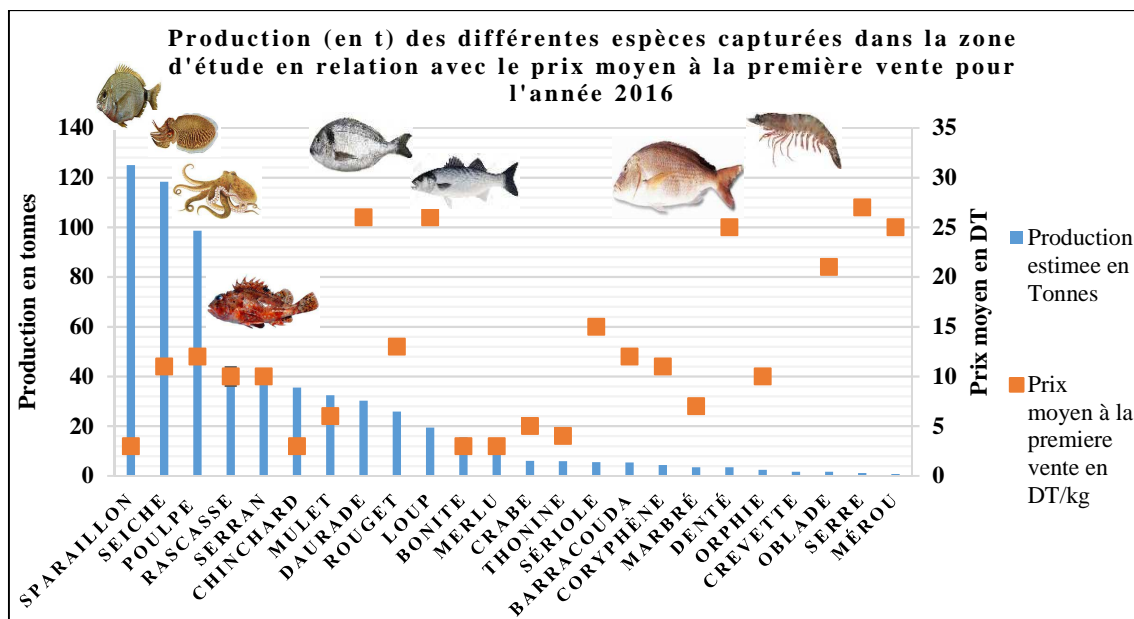 Production (en t) des différentes espèces capturées dans la zone
d'étude en relation avec le prix moyen à la première vente pour
l'année 2016
Production en tonnes
140
120
100
80
60
40
20
0
35
30
25
20
15
10
5
0
Prix moyen en DT
SPARAILLON
SEICHE
POULPE
RASCASSE
SERRAN
CHINCHARD
MULET
DAURADE
ROUGET
LOUP
BONITE
MERLU
CRABE
THONINE
SÉRIOLE
BARRACOUDA
CORYPHÈNE
MARBRÉ
DENTÉ
ORPHIE
CREVETTE
OBLADE
SERRE
MÉROU
Production
estimee en
Tonnes
Prix
moyen à la
premiere
vente en
DT/kg